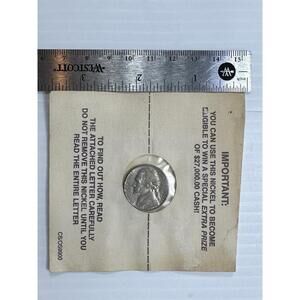 WESTCOTT
IMPORTANT:
YOU CAN USE THIS NICKEL TO BECOME
ELIGIBLE TO WIN A SPECIAL EXTRA PRIZE
OF $27,000.00 CASH!
TO FIND OUT HOW, READ
THE ATTACHED LETTER CAREFULLY
DO NOT REMOVE THIS NICKEL UNTIL YOU
READ THE ENTIRE LETTER